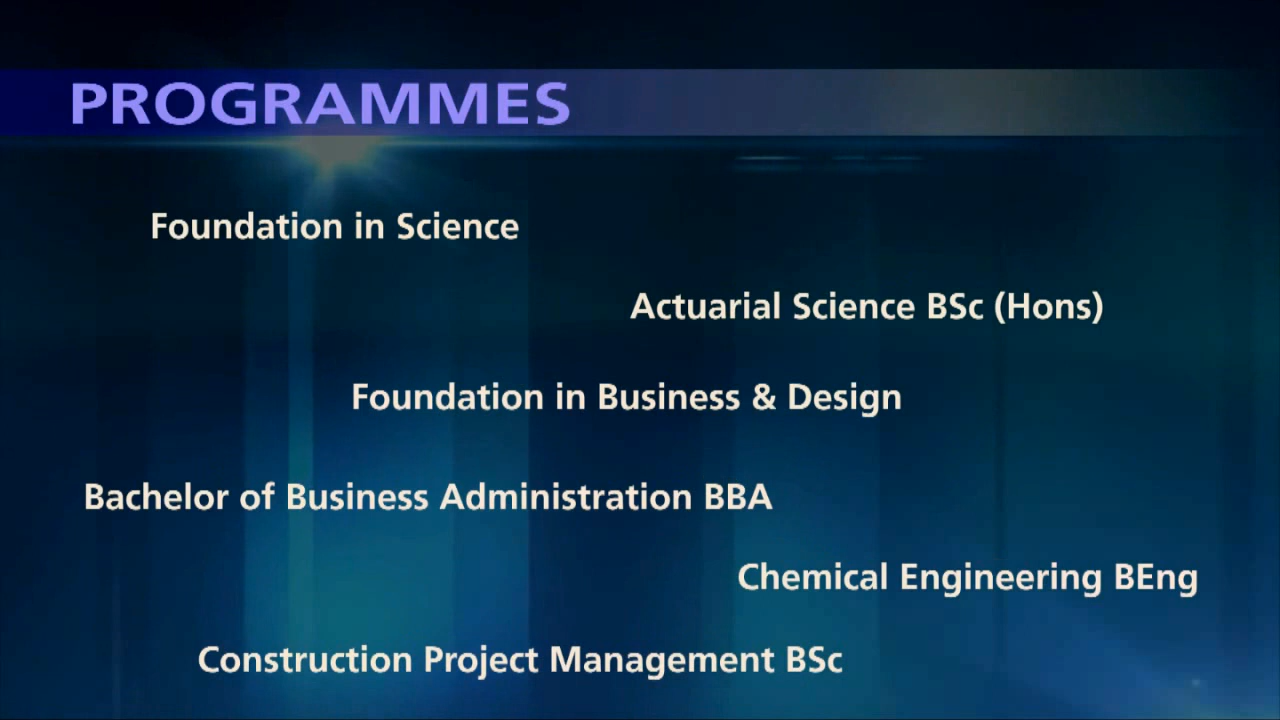 PROGRAMMES
Foundation in Science
Actuarial Science BSc (Hons)
Foundation in Business & Design
Bachelor of Business Administration BBA
Chemical Engineering BEng
Construction Project Management BSc